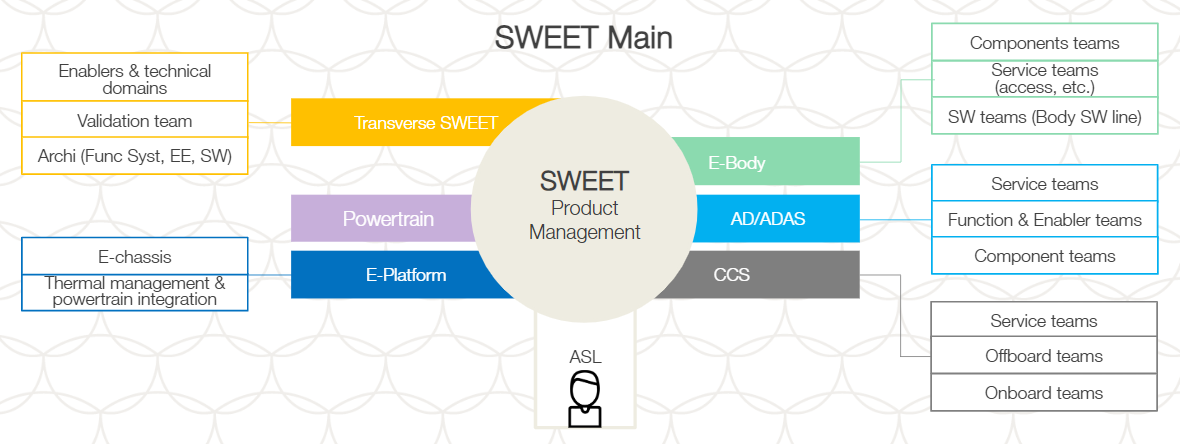 SWEET Main
Enablers & technical
domains
Validation team
Archi (Func Syst, EE, SW)
Transverse SWEET
Powertrain
E-chassis
Thermal management &
powertrain integration
E-Platform
SWEET
Product
Management
ASL
E-Body
AD/ADAS
CCS
Components teams
Service teams
(access, etc.)
SW teams (Body SW line)
Service teams
Function & Enabler teams
Component teams
Service teams
Offboard teams
Onboard teams